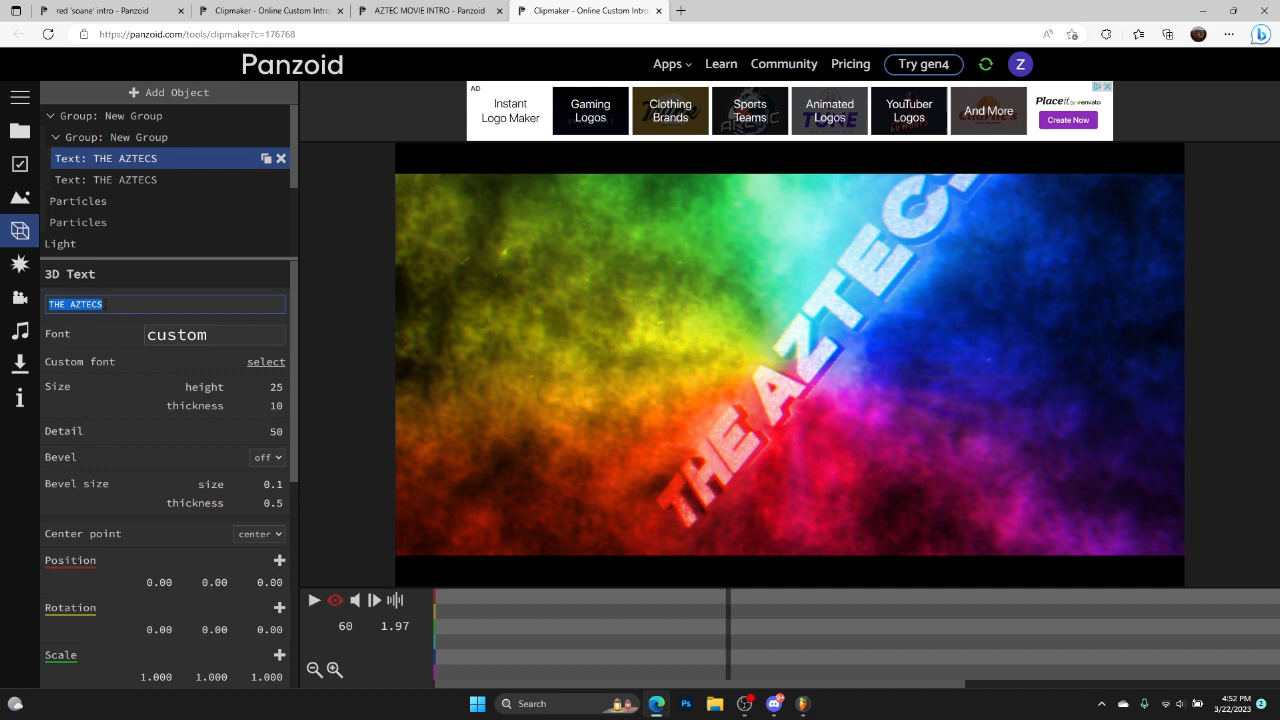 red 'sane' intro - Panzoid
Clipmaker - Online Custom Intro
AZTEC MOVIE INTRO - Panzoid
Clipmaker - Online Custom Intro
https://panzoid.com/tools/clipmaker?c=176768
Panzoid
Apps
Learn
Community
Pricing
Try gen4
Z
Add Object
Group: New Group
Group: New Group
Text: THE AZTECS
Text: THE AZTECS
Particles
Particles
Light
3D Text
THE AZTECS
Font custom
Custom font select
Size height 25
thickness 10
Detail 50
Bevel off
Bevel size size 0.1
thickness 0.5
Center point center
Position
0.00 0.00 0.00
Rotation
0.00 0.00 0.00
Scale
1.000 1.000 1.000
AD
Instant
Logo Maker
Gaming
Logos
Clothing
Brands
Sports
Teams
Animated
Logos
YouTuber
Logos
And More
Placeit by envato
Create Now
THE AZTEC
60 1.97
Search
4:52 PM
3/22/2023